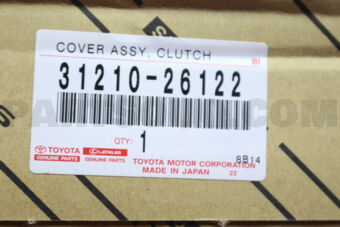 COVER ASSY, CLUTCH
BI
31210-26122
QTY:
1
TOYOTA
GENUINE PARTS
LEXUS
GENUINE PARTS
TOYOTA MOTOR CORPORATION
MADE IN JAPAN
8B14
23